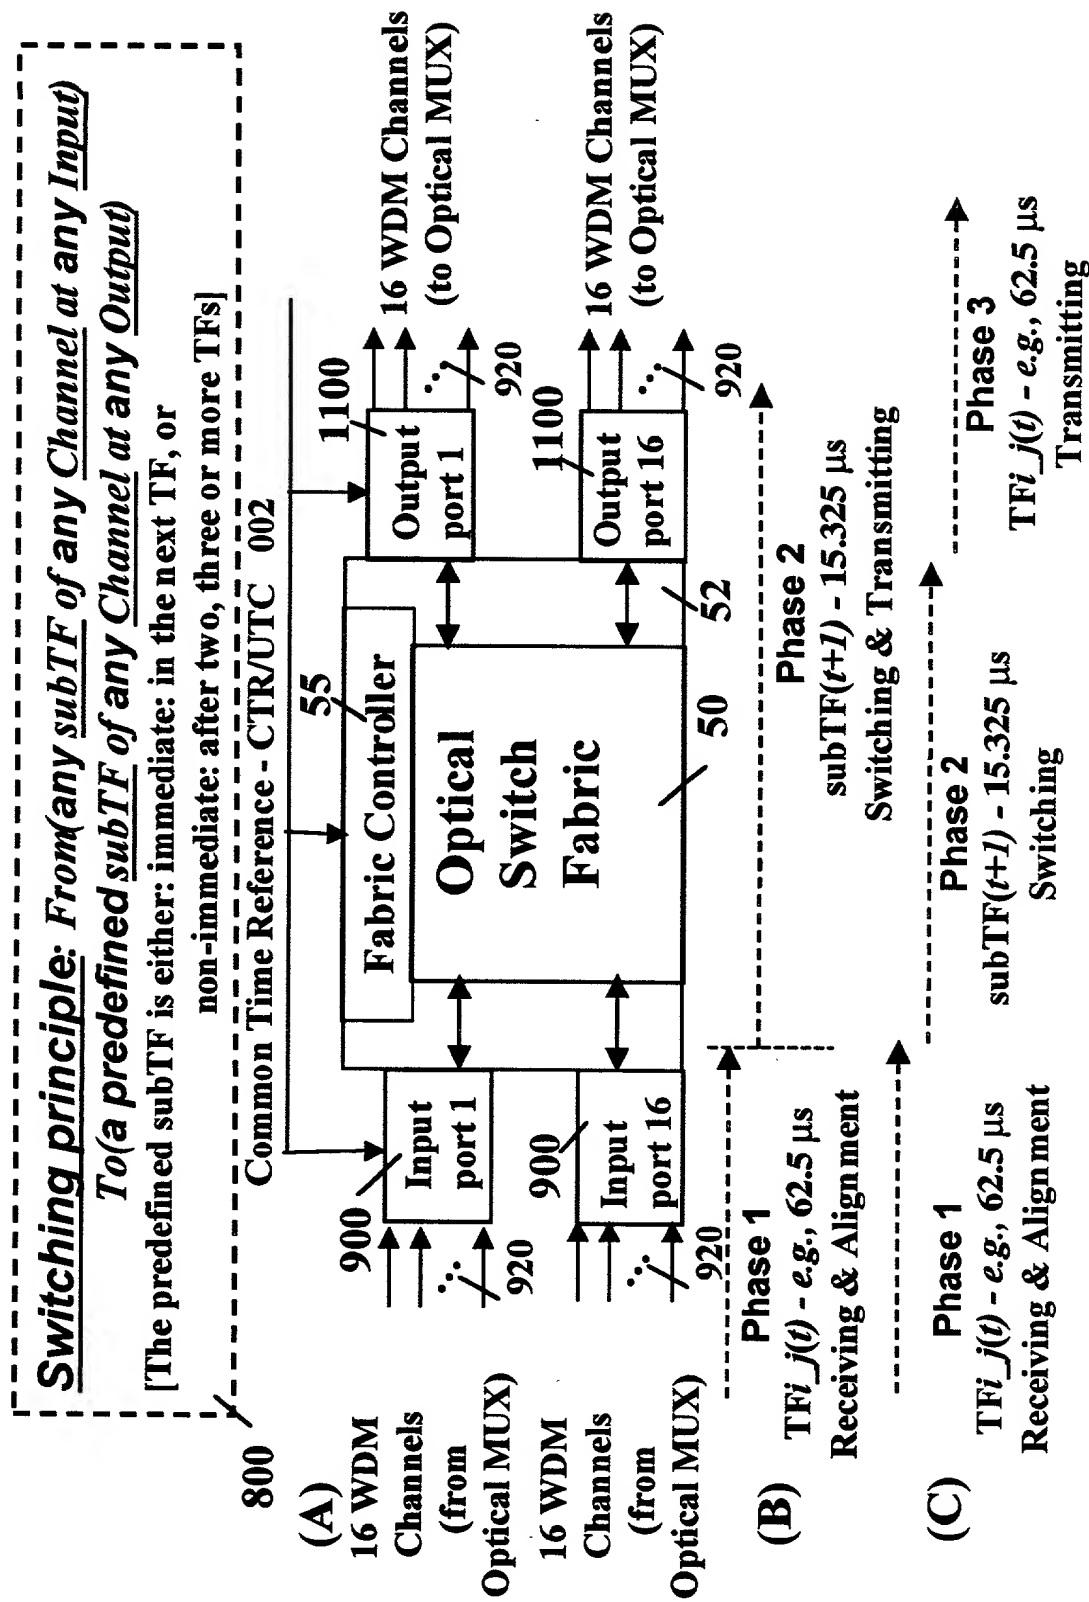 Switching principle: From(any subTF of any Channel at any Input)
To(a predefined subTF of any Channel at any Output)
[The predefined subTF is either: immediate: in the next TF, or
non-immediate: after two, three or more TFs]
800
Common Time Reference - CTR/UTC 002
(A)
16 WDM
Channels
(from
Optical MUX)
16 WDM
Channels
(from
Optical MUX)
900
Input
port 1
920
900
Input
port 16
920
55
Fabric Controller
Optical
Switch
Fabric
50
52
1100
Output
port 1
920
1100
Output
port 16
920
16 WDM Channels
(to Optical MUX)
16 WDM Channels
(to Optical MUX)
(B)
Phase 1
TFi_j(t) - e.g., 62.5 μs
Receiving & Alignment
Phase 2
subTF(t+1) - 15.325 μs
Switching & Transmitting
(C)
Phase 1
TFi_j(t) - e.g., 62.5 μs
Receiving & Alignment
Phase 2
subTF(t+1) - 15.325 μs
Switching
Phase 3
TFi_j(t) - e.g., 62.5 μs
Transmitting